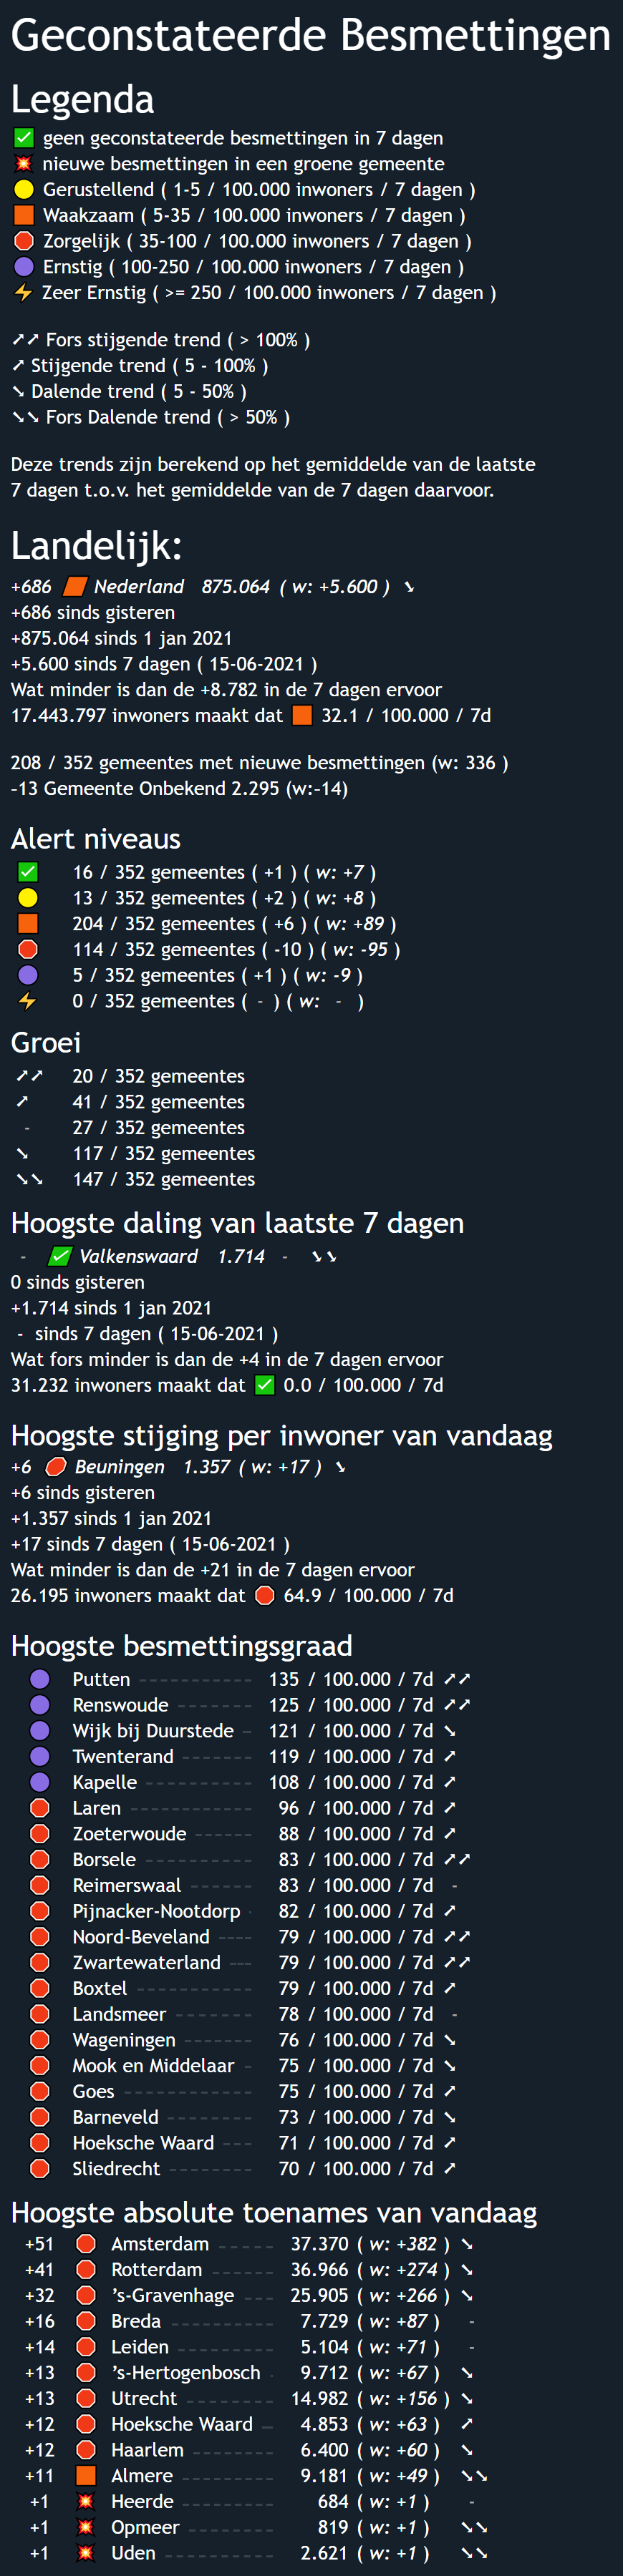 Geconstateerde Besmettingen
Legenda
✅ geen geconstateerde besmettingen in 7 dagen
💥 nieuwe besmettingen in een groene gemeente
🟡 Gerustellend ( 1-5 / 100.000 inwoners / 7 dagen )
🟧 Waakzaam ( 5-35 / 100.000 inwoners / 7 dagen )
🛑 Zorgelijk ( 35-100 / 100.000 inwoners / 7 dagen )
🟣 Ernstig ( 100-250 / 100.000 inwoners / 7 dagen )
⚡ Zeer Ernstig ( >= 250 / 100.000 inwoners / 7 dagen )
➚➚ Fors stijgende trend ( > 100% )
➚ Stijgende trend ( 5 - 100% )
➘ Dalende trend ( 5 - 50% )
➘➘ Fors Dalende trend ( > 50% )
Deze trends zijn berekend op het gemiddelde van de laatste
7 dagen t.o.v. het gemiddelde van de 7 dagen daarvoor.
Landelijk:
+686 🟧 Nederland 875.064 ( w: +5.600 ) ➘
+686 sinds gisteren
+875.064 sinds 1 jan 2021
+5.600 sinds 7 dagen ( 15-06-2021 )
Wat minder is dan de +8.782 in de 7 dagen ervoor
17.443.797 inwoners maakt dat 🟧 32.1 / 100.000 / 7d
208 / 352 gemeentes met nieuwe besmettingen (w: 336 )
-13 Gemeente Onbekend 2.295 (w:-14)
Alert niveaus
✅ 16 / 352 gemeentes ( +1 ) ( w: +7 )
🟡 13 / 352 gemeentes ( +2 ) ( w: +8 )
🟧 204 / 352 gemeentes ( +6 ) ( w: +89 )
🛑 114 / 352 gemeentes ( -10 ) ( w: -95 )
🟣 5 / 352 gemeentes ( +1 ) ( w: -9 )
⚡ 0 / 352 gemeentes ( - ) ( w: - )
Groei
➚➚ 20 / 352 gemeentes
➚ 41 / 352 gemeentes
- 27 / 352 gemeentes
➘ 117 / 352 gemeentes
➘➘ 147 / 352 gemeentes
Hoogste daling van laatste 7 dagen
- ✅ Valkenswaard 1.714 - ➘➘
0 sinds gisteren
+1.714 sinds 1 jan 2021
- sinds 7 dagen ( 15-06-2021 )
Wat fors minder is dan de +4 in de 7 dagen ervoor
31.232 inwoners maakt dat ✅ 0.0 / 100.000 / 7d
Hoogste stijging per inwoner van vandaag
+6 🛑 Beuningen 1.357 ( w: +17 ) ➘
+6 sinds gisteren
+1.357 sinds 1 jan 2021
+17 sinds 7 dagen ( 15-06-2021 )
Wat minder is dan de +21 in de 7 dagen ervoor
26.195 inwoners maakt dat 🛑 64.9 / 100.000 / 7d
Hoogste besmettingsgraad
🟣 Putten 135 / 100.000 / 7d ➚➚
🟣 Renswoude 125 / 100.000 / 7d ➚➚
🟣 Wijk bij Duurstede 121 / 100.000 / 7d ➘
🟣 Twenterand 119 / 100.000 / 7d ➚
🟣 Kapelle 108 / 100.000 / 7d ➚
🛑 Laren 96 / 100.000 / 7d ➚
🛑 Zoeterwoude 88 / 100.000 / 7d ➚
🛑 Borsele 83 / 100.000 / 7d ➚➚
🛑 Reimerswaal 83 / 100.000 / 7d -
🛑 Pijnacker-Nootdorp 82 / 100.000 / 7d ➚
🛑 Noord-Beveland 79 / 100.000 / 7d ➚➚
🛑 Zwartewaterland 79 / 100.000 / 7d ➚➚
🛑 Boxtel 79 / 100.000 / 7d ➚
🛑 Landsmeer 78 / 100.000 / 7d -
🛑 Wageningen 76 / 100.000 / 7d ➘
🛑 Mook en Middelaar 75 / 100.000 / 7d ➘
🛑 Goes 75 / 100.000 / 7d ➚
🛑 Barneveld 73 / 100.000 / 7d ➘
🛑 Hoeksche Waard 71 / 100.000 / 7d ➚
🛑 Sliedrecht 70 / 100.000 / 7d ➚
Hoogste absolute toenames van vandaag
+51 🛑 Amsterdam 37.370 ( w: +382 ) ➘
+41 🛑 Rotterdam 36.966 ( w: +274 ) ➘
+32 🛑 's-Gravenhage 25.905 ( w: +266 ) ➘
+16 🛑 Breda 7.729 ( w: +87 ) -
+14 🛑 Leiden 5.104 ( w: +71 ) -
+13 🛑 's-Hertogenbosch 9.712 ( w: +67 ) ➘
+13 🛑 Utrecht 14.982 ( w: +156 ) ➘
+12 🛑 Hoeksche Waard 4.853 ( w: +63 ) ➚
+12 🛑 Haarlem 6.400 ( w: +60 ) ➘
+11 🟧 Almere 9.181 ( w: +49 ) ➘➘
+1 💥 Heerde 684 ( w: +1 ) -
+1 💥 Opmeer 819 ( w: +1 ) ➘➘
+1 💥 Uden 2.621 ( w: +1 ) ➘➘